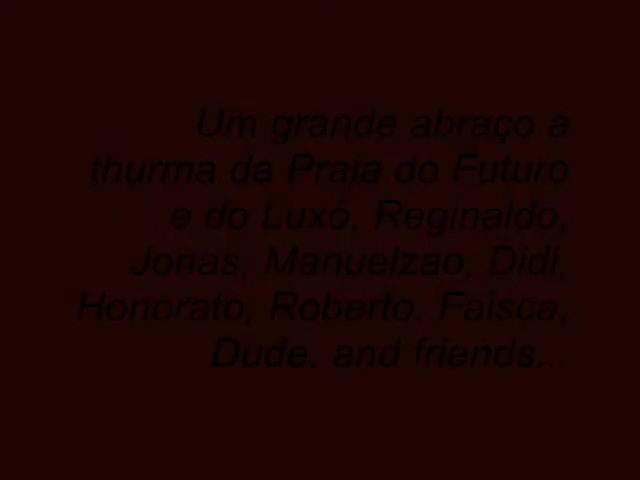 Um grande abraço a
thurma da Praia do Futuro
e do Luxo, Reginaldo,
Jonas, Manuelzao, Didi,
Honorato, Roberto, Faisca,
Dude, and friends...